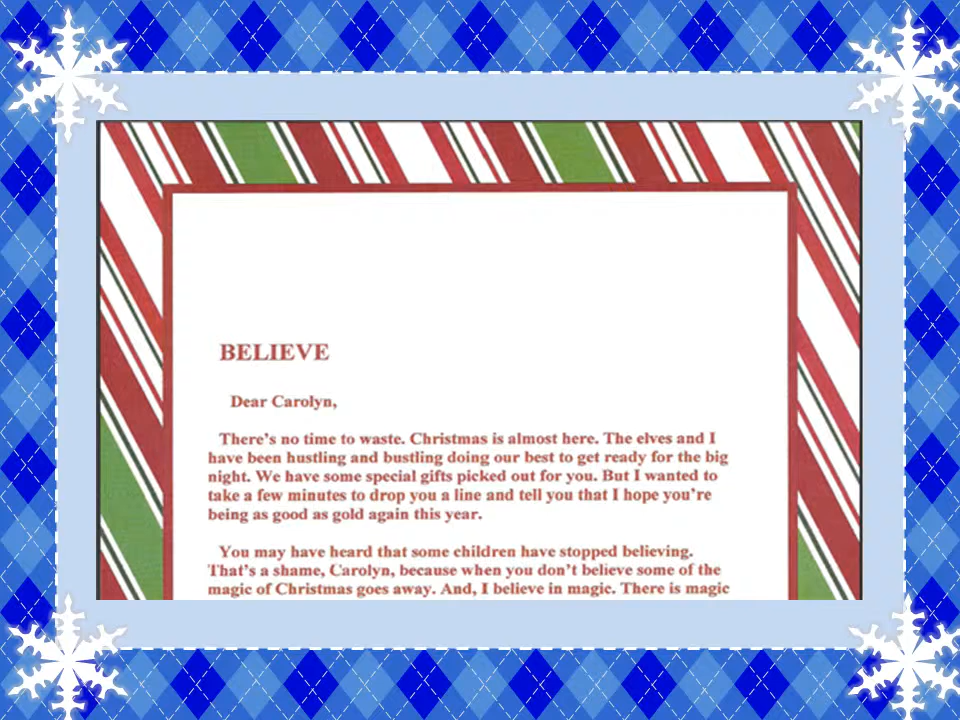 BELIEVE
Dear Carolyn,
There's no time to waste. Christmas is almost here. The elves and I
have been hustling and bustling doing our best to get ready for the big
night. We have some special gifts picked out for you. But I wanted to
take a few minutes to drop you a line and tell you that I hope you're
being as good as gold again this year.
You may have heard that some children have stopped believing.
That's a shame, Carolyn, because when you don't believe some of the
magic of Christmas goes away. And, I believe in magic. There is magic